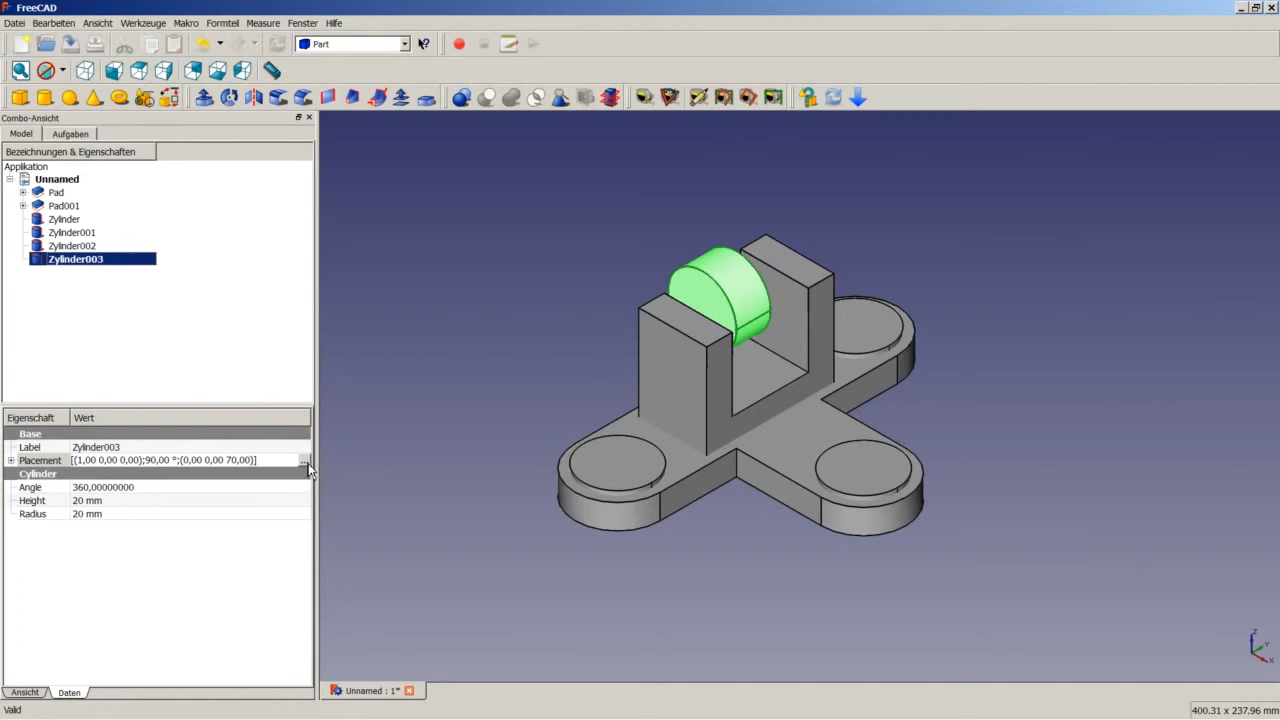 FreeCAD
Datei Bearbeiten Ansicht Werkzeuge Makro Formteil Measure Fenster Hilfe
Part
Combo-Ansicht
Model Aufgaben
Bezeichnungen & Eigenschaften
Applikation
Unnamed
Pad
Pad001
Zylinder
Zylinder001
Zylinder002
Zylinder003
Eigenschaft Wert
Base
Label Zylinder003
Placement [(1,00 0,00 0,00);90,00 °;(0,00 0,00 70,00)] ...
Cylinder
Angle 360,00000000
Height 20 mm
Radius 20 mm
Z
Y
X
Ansicht Daten
Unnamed : 1*
Valid
400.31 x 237.96 mm